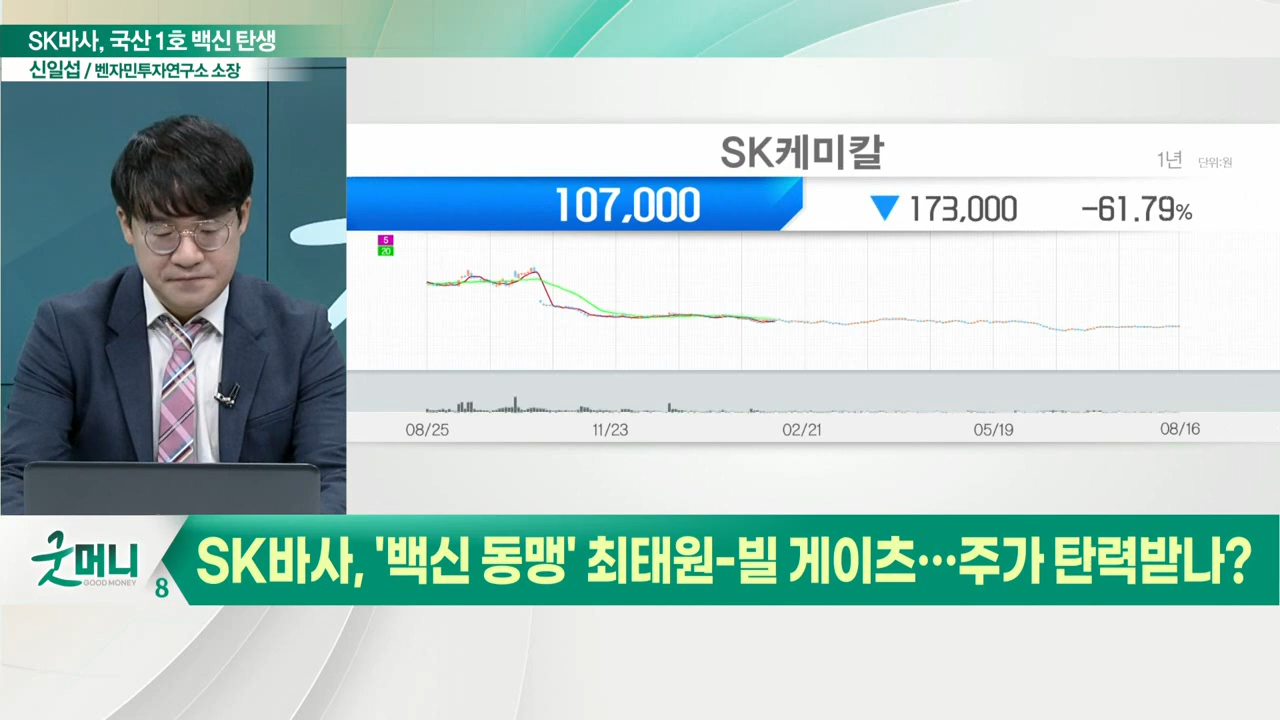 SK바사, 국산 1호 백신 탄생
신일섭 / 벤자민투자연구소 소장
SK케미칼
1년 단위:원
107,000 ▼ 173,000 -61.79%
5
20
08/25 11/23 02/21 05/19 08/16
굿머니 GOOD MONEY 8
SK바사, '백신 동맹' 최태원-빌 게이츠…주가 탄력받나?